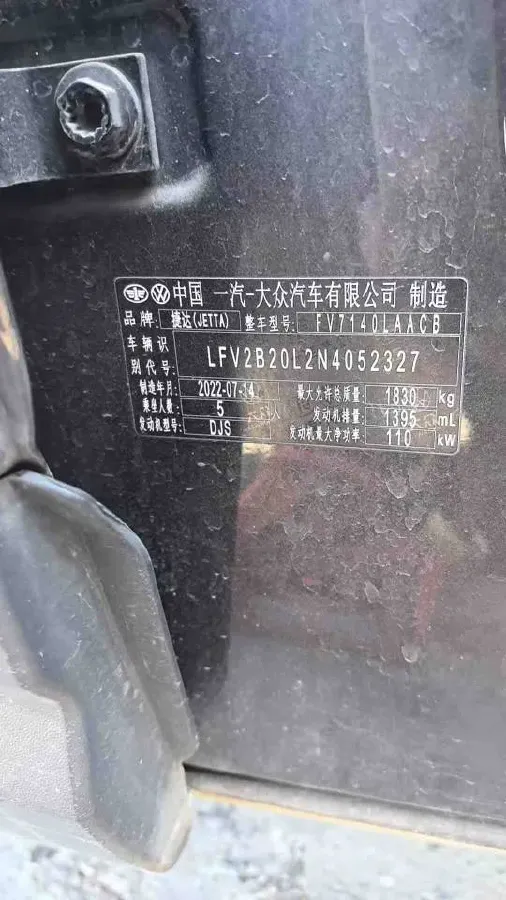 中国 一汽-大众汽车有限公司 制造
品牌: 捷达(JETTA) 整车型号: FV7140LAACB
车辆识别代号: LFV2B20L2N4052327
制造年月: 2022-07-14 最大允许总质量: 1830 kg
乘坐人数: 5 人 发动机排量: 1395 mL
发动机型号: DJS 发动机最大净功率: 110 kW